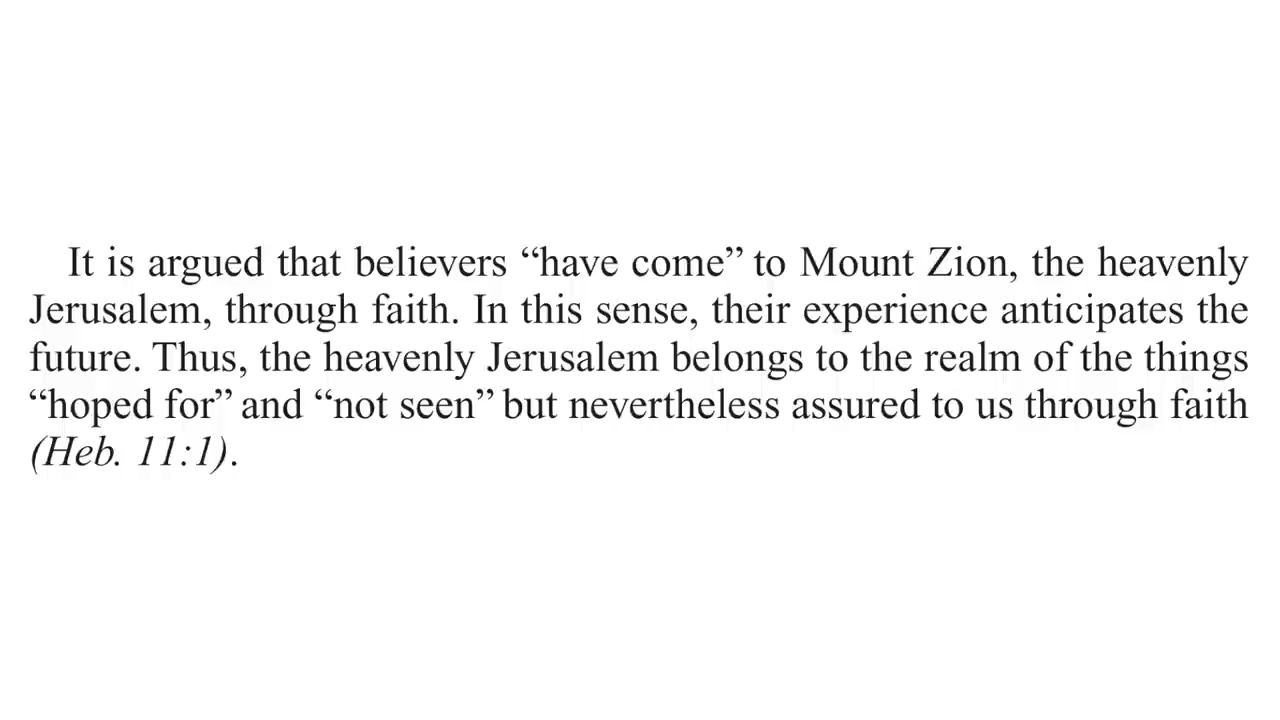 It is argued that believers “have come” to Mount Zion, the heavenly
Jerusalem, through faith. In this sense, their experience anticipates the
future. Thus, the heavenly Jerusalem belongs to the realm of the things
“hoped for” and “not seen” but nevertheless assured to us through faith
(Heb. 11:1).